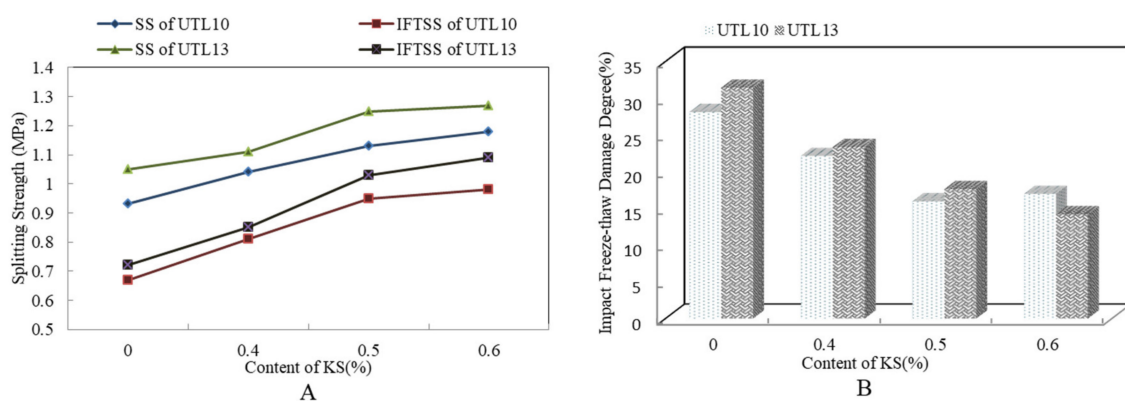 SS of UTL10
IFTSS of UTL10
SS of UTL13
IFTSS of UTL13
Splitting Strength (MPa)
1.4
1.3
1.2
1.1
1
0.9
0.8
0.7
0.6
0.5
0 0.4 0.5 0.6
Content of KS(%)
A
UTL10 UTL13
Impact Freeze-thaw Damage Degree(%)
35
30
25
20
15
10
5
0
0 0.4 0.5 0.6
Content of KS(%)
B